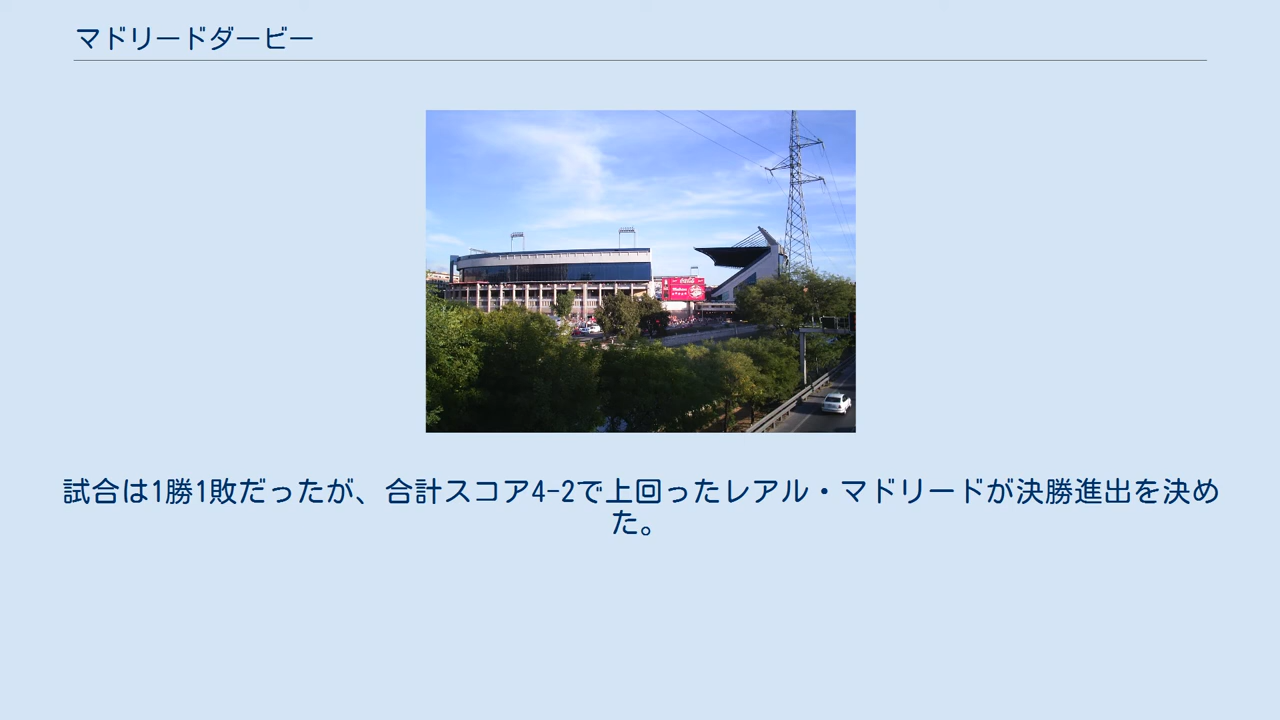 マドリードダービー
Coca-Cola
試合は1勝1敗だったが、合計スコア4-2で上回ったレアル・マドリードが決勝進出を決め
た。